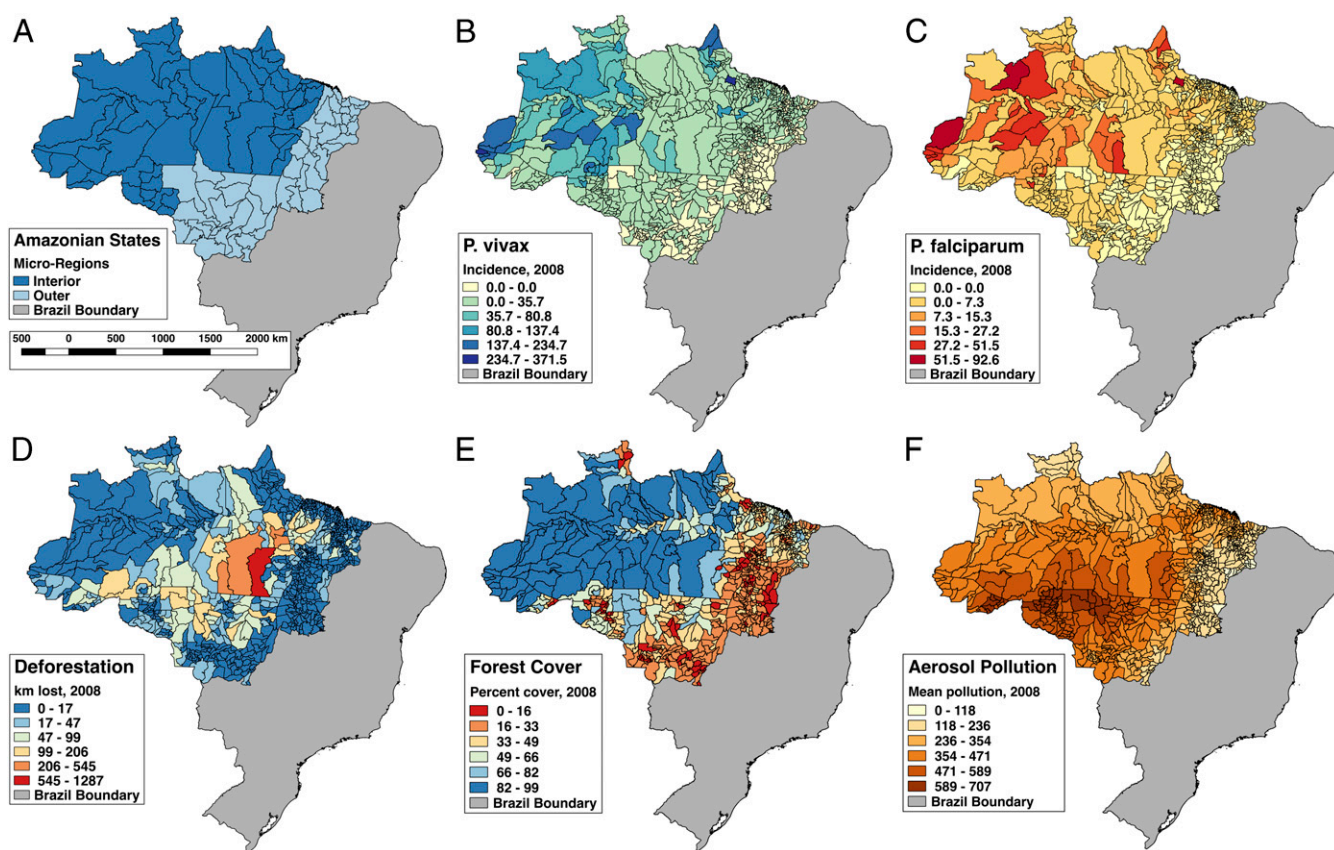 A
Amazonian States
Micro-Regions
Interior
Outer
Brazil Boundary
500 0 500 1000 1500 2000 km
B
P. vivax
Incidence, 2008
0.0 - 0.0
0.0 - 35.7
35.7 - 80.8
80.8 - 137.4
137.4 - 234.7
234.7 - 371.5
Brazil Boundary
C
P. falciparum
Incidence, 2008
0.0 - 0.0
0.0 - 7.3
7.3 - 15.3
15.3 - 27.2
27.2 - 51.5
51.5 - 92.6
Brazil Boundary
D
Deforestation
km lost, 2008
0 - 17
17 - 47
47 - 99
99 - 206
206 - 545
545 - 1287
Brazil Boundary
E
Forest Cover
Percent cover, 2008
0 - 16
16 - 33
33 - 49
49 - 66
66 - 82
82 - 99
Brazil Boundary
F
Aerosol Pollution
Mean pollution, 2008
0 - 118
118 - 236
236 - 354
354 - 471
471 - 589
589 - 707
Brazil Boundary